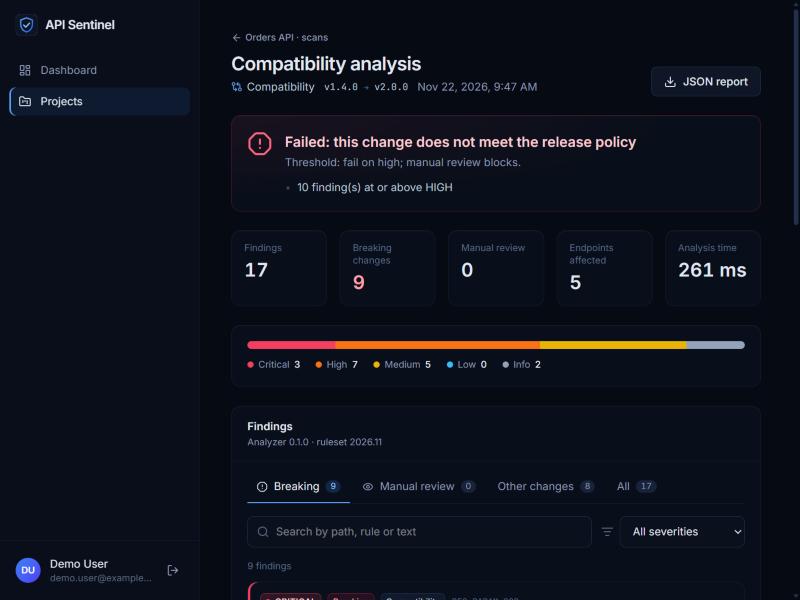 API Sentinel
Dashboard
Projects
Orders API · scans
Compatibility analysis
Compatibility v1.4.0 → v2.0.0 Nov 22, 2026, 9:47 AM
JSON report
Failed: this change does not meet the release policy
Threshold: fail on high; manual review blocks.
10 finding(s) at or above HIGH
Findings
17
Breaking
changes
9
Manual review
0
Endpoints
affected
5
Analysis time
261 ms
Critical 3 High 7 Medium 5 Low 0 Info 2
Findings
Analyzer 0.1.0 · ruleset 2026.11
Breaking 9 Manual review 0 Other changes 8 All 17
Search by path, rule or text
All severities
9 findings
CRITICAL
Demo User
demo.user@example...
DU